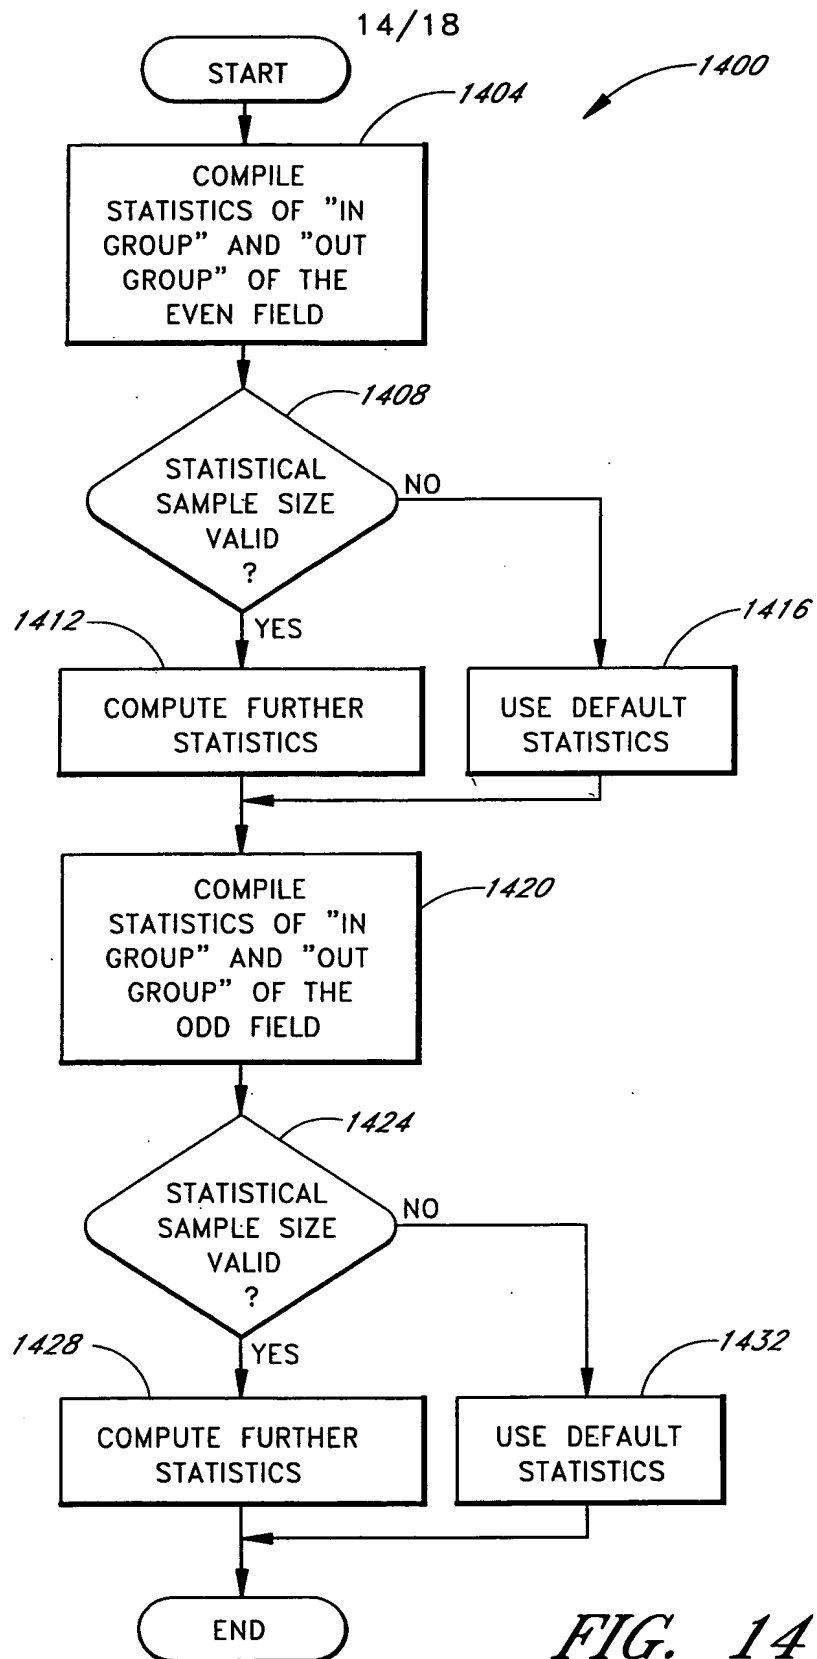 14/18
START
1400
1404
COMPILE
STATISTICS OF "IN
GROUP" AND "OUT
GROUP" OF THE
EVEN FIELD
1408
STATISTICAL
SAMPLE SIZE
VALID
?
NO
YES
1412
COMPUTE FURTHER
STATISTICS
1416
USE DEFAULT
STATISTICS
1420
COMPILE
STATISTICS OF "IN
GROUP" AND "OUT
GROUP" OF THE
ODD FIELD
1424
STATISTICAL
SAMPLE SIZE
VALID
?
NO
YES
1428
COMPUTE FURTHER
STATISTICS
1432
USE DEFAULT
STATISTICS
END
FIG. 14